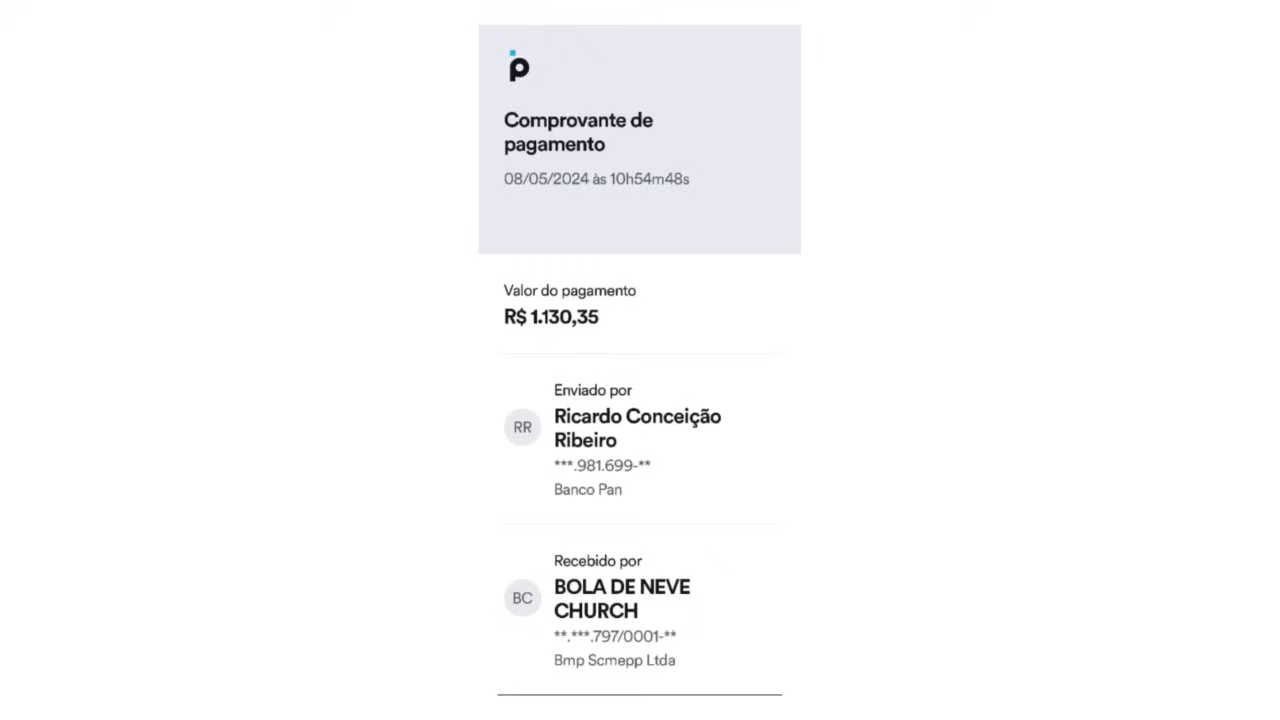 Comprovante de
pagamento
08/05/2024 às 10h54m48s
Valor do pagamento
R$ 1.130,35
Enviado por
RR
Ricardo Conceição
Ribeiro
***.981.699-**
Banco Pan
Recebido por
BC
BOLA DE NEVE
CHURCH
**.***.797/0001-**
Bmp Scmepp Ltda